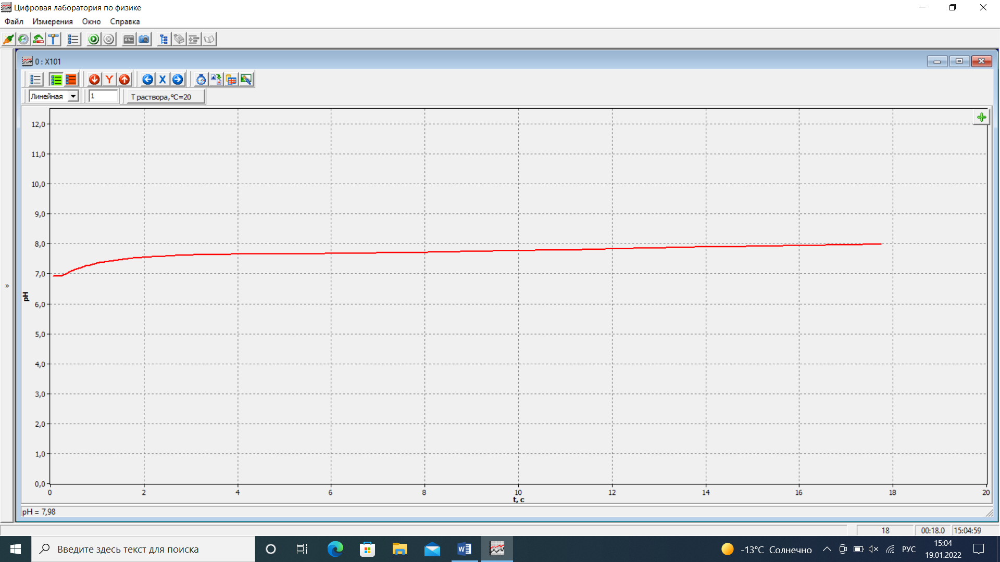 Цифровая лаборатория по физике
Файл Измерения Окно Справка
0 : X101
Y X
Линейная 1 Т раствора,°C=20
12,0
11,0
10,0
9,0
8,0
7,0
6,0
5,0
4,0
3,0
2,0
1,0
0,0
pH
0 2 4 6 8 10 12 14 16 18 20
t, c
pH = 7,98
18 00:18.0 15:04:59
Введите здесь текст для поиска
-13°C Солнечно
РУС
15:04
19.01.2022